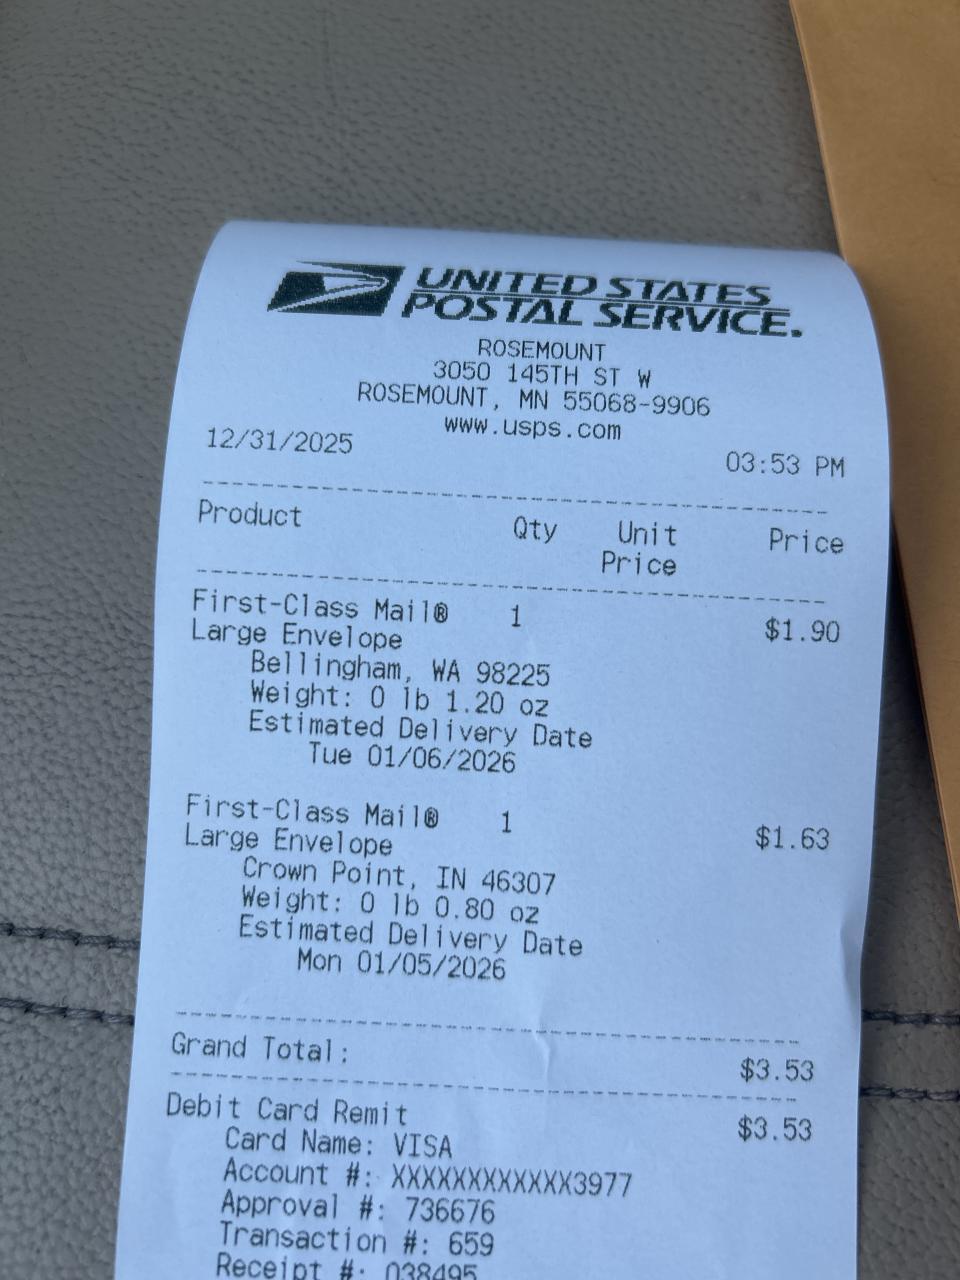 UNITED STATES
POSTAL SERVICE.
ROSEMOUNT
3050 145TH ST W
ROSEMOUNT, MN 55068-9906
www.usps.com
12/31/2025 03:53 PM
Product Qty Unit Price
Price
First-Class Mail® 1 $1.90
Large Envelope
Bellingham, WA 98225
Weight: 0 lb 1.20 oz
Estimated Delivery Date
Tue 01/06/2026
First-Class Mail® 1 $1.63
Large Envelope
Crown Point, IN 46307
Weight: 0 lb 0.80 oz
Estimated Delivery Date
Mon 01/05/2026
Grand Total: $3.53
Debit Card Remit $3.53
Card Name: VISA
Account #: XXXXXXXXXXXX3977
Approval #: 736676
Transaction #: 659
Receipt #: 038495